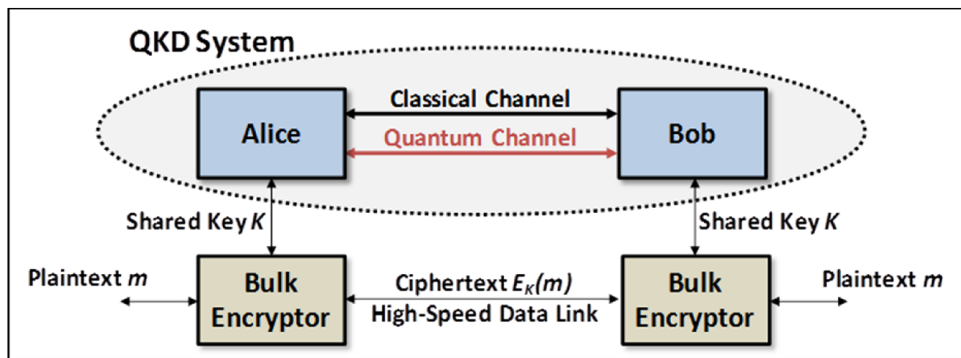 QKD System
Classical Channel
Alice
Quantum Channel
Bob
Shared Key K
Shared Key K
Plaintext m
Bulk
Encryptor
Ciphertext E_K(m)
High-Speed Data Link
Bulk
Encryptor
Plaintext m